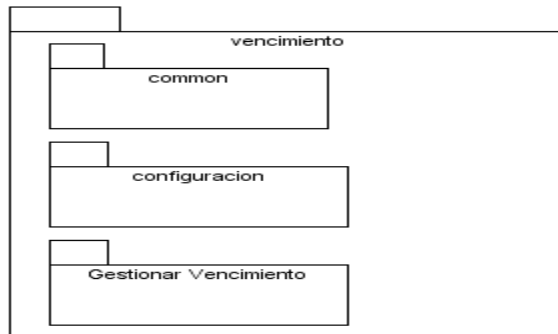 vencimiento
common
configuracion
Gestionar Vencimiento